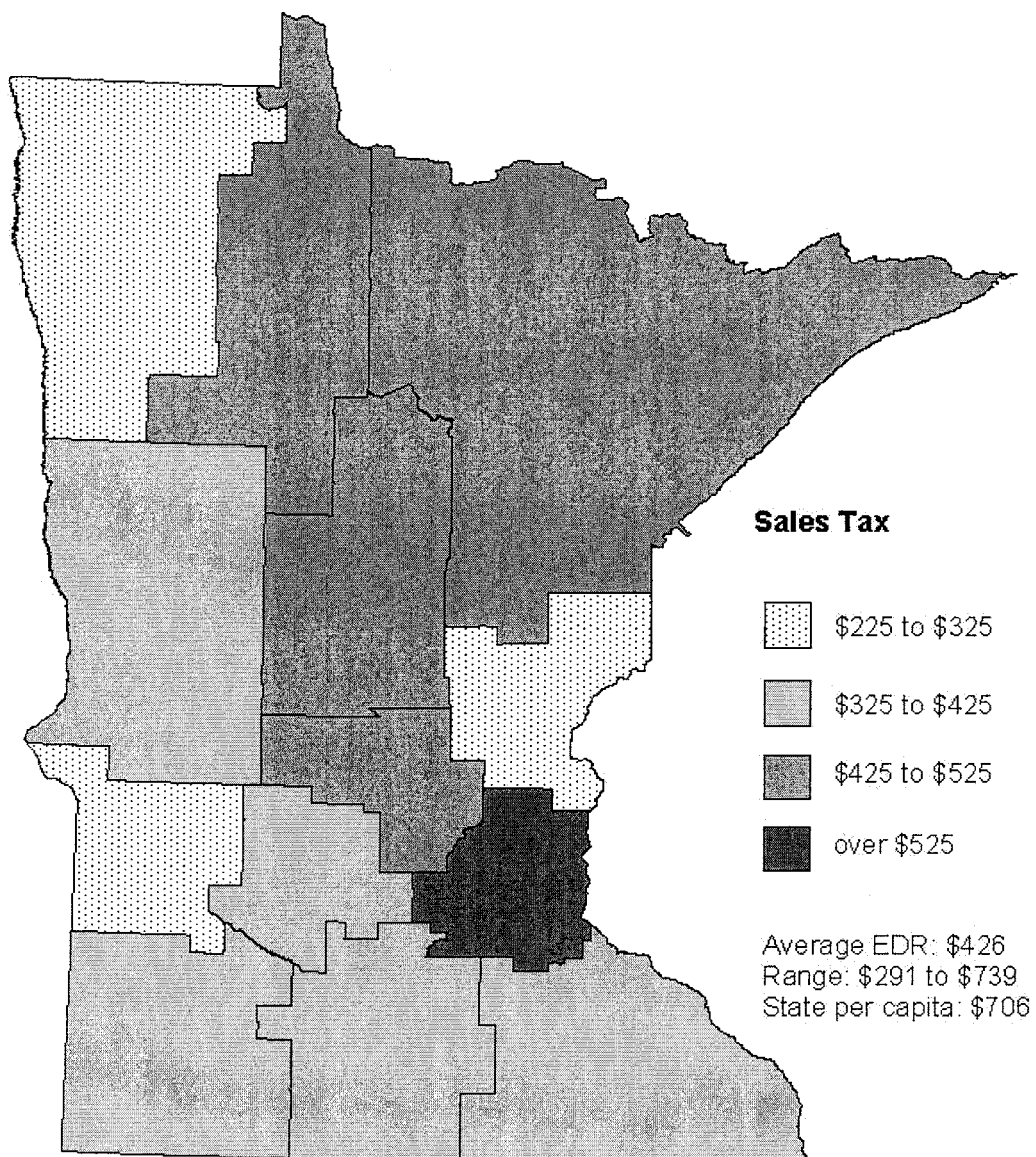 Sales Tax
$225 to $325
$325 to $425
$425 to $525
over $525
Average EDR: $426
Range: $291 to $739
State per capita: $706